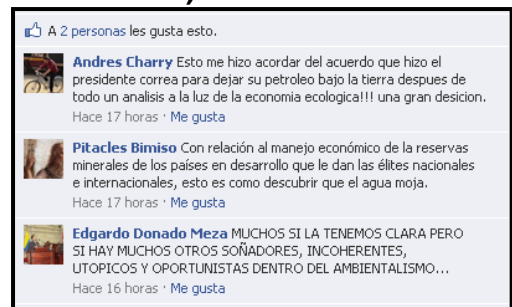 A 2 personas les gusta esto.
Andres Charry Esto me hizo acordar del acuerdo que hizo el
presidente correa para dejar su petroleo bajo la tierra despues de
todo un analisis a la luz de la economia ecologica!!! una gran desicion.
Hace 17 horas · Me gusta
Pitacles Bimiso Con relación al manejo económico de la reservas
minerales de los países en desarrollo que le dan las élites nacionales
e internacionales, esto es como descubrir que el agua moja.
Hace 17 horas · Me gusta
Edgardo Donado Meza MUCHOS SI LA TENEMOS CLARA PERO
SI HAY MUCHOS OTROS SOÑADORES, INCOHERENTES,
UTOPICOS Y OPORTUNISTAS DENTRO DEL AMBIENTALISMO...
Hace 16 horas · Me gusta